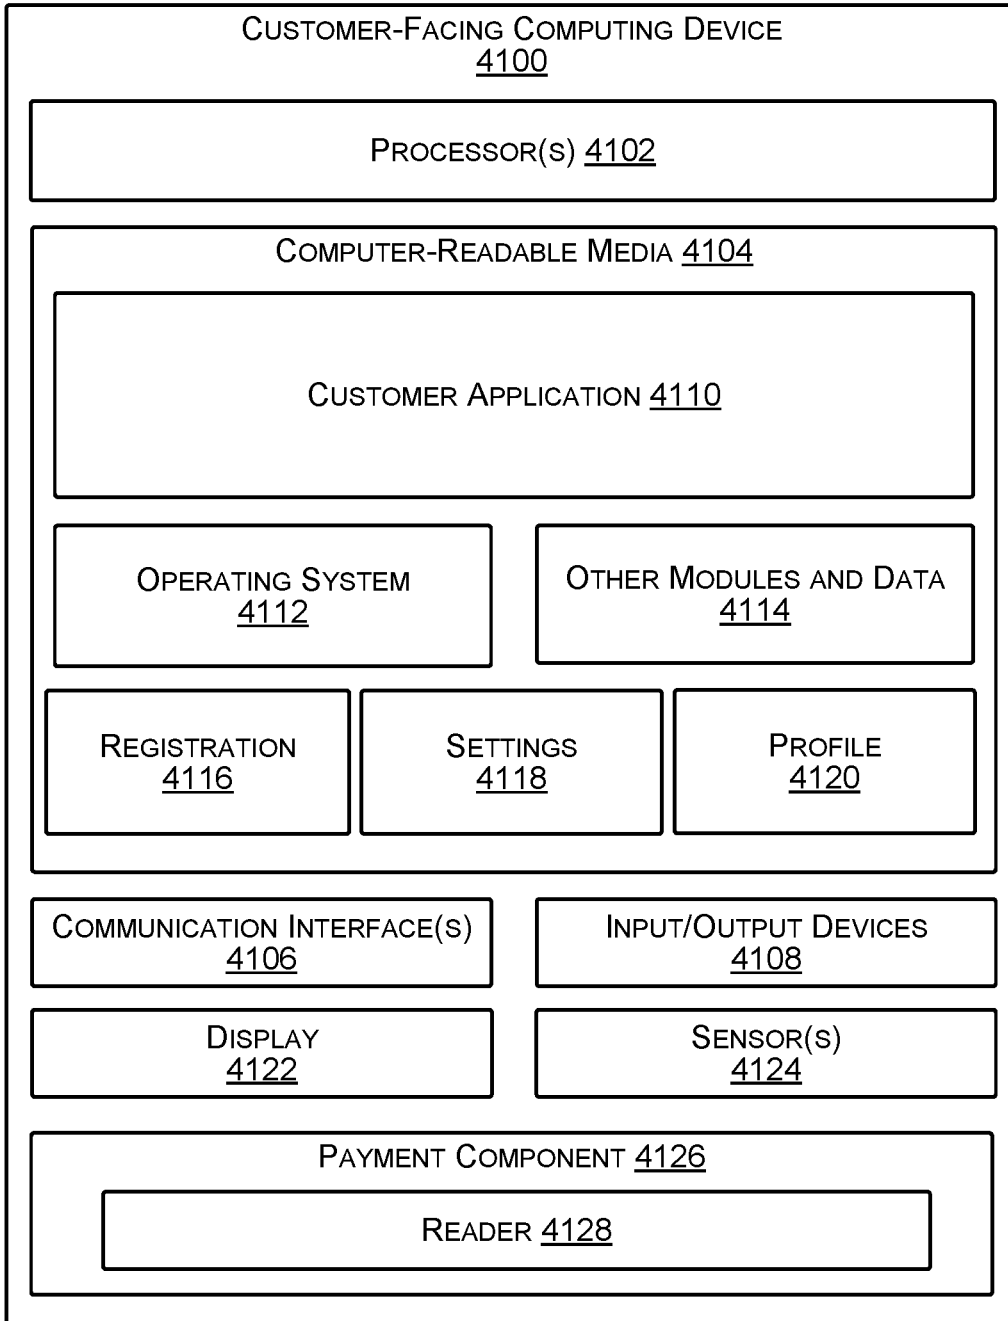 CUSTOMER-FACING COMPUTING DEVICE
4100
PROCESSOR(S) 4102
COMPUTER-READABLE MEDIA 4104
CUSTOMER APPLICATION 4110
OPERATING SYSTEM
4112
OTHER MODULES AND DATA
4114
REGISTRATION
4116
SETTINGS
4118
PROFILE
4120
COMMUNICATION INTERFACE(S)
4106
INPUT/OUTPUT DEVICES
4108
DISPLAY
4122
SENSOR(S)
4124
PAYMENT COMPONENT 4126
READER 4128